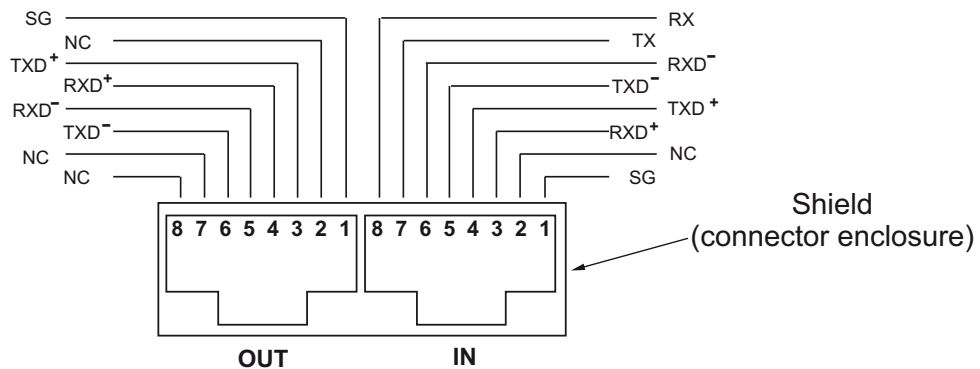 SG
NC
TXD+
RXD+
RXD-
TXD-
NC
NC
RX
TX
RXD-
TXD-
TXD+
RXD+
NC
SG
8 7 6 5 4 3 2 1
8 7 6 5 4 3 2 1
Shield
(connector enclosure)
OUT
IN